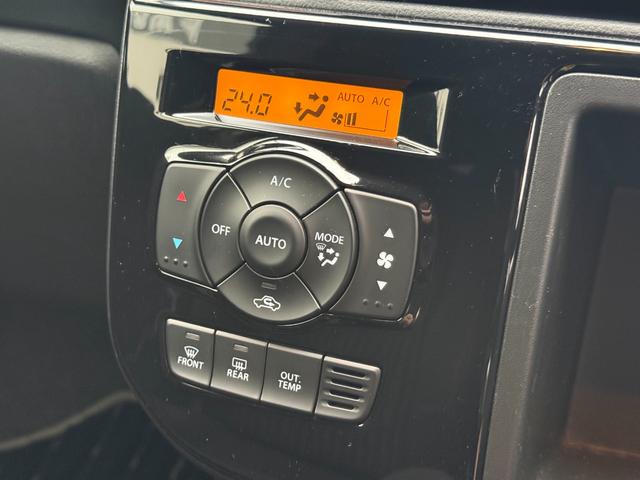 AUTO A/C
24.0
A/C
OFF
AUTO
MODE
FRONT
REAR
OUT.
TEMP